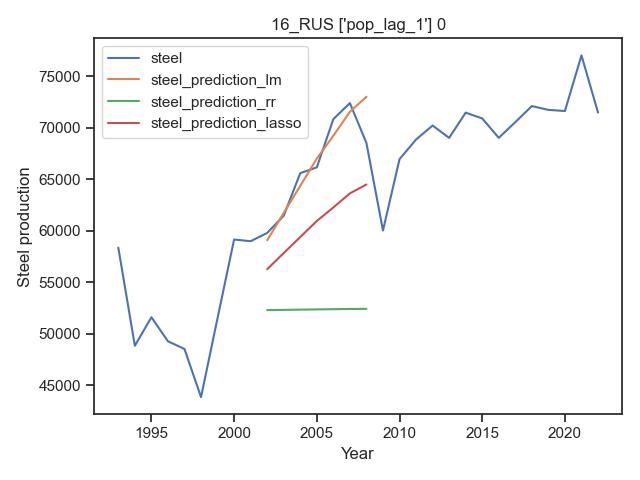 16_RUS ['pop_lag_1'] 0
steel
steel_prediction_lm
steel_prediction_rr
steel_prediction_lasso
Steel production
75000
70000
65000
60000
55000
50000
45000
1995
2000
2005
2010
2015
2020
Year